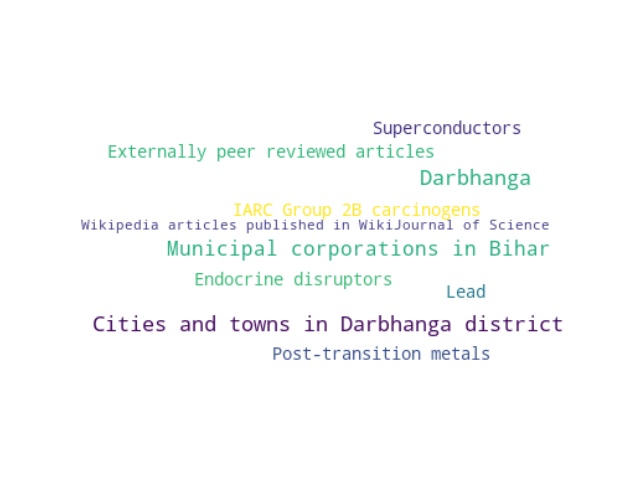 Superconductors
Externally peer reviewed articles
Darbhanga
IARC Group 2B carcinogens
Wikipedia articles published in WikiJournal of Science
Municipal corporations in Bihar
Endocrine disruptors
Lead
Cities and towns in Darbhanga district
Post-transition metals